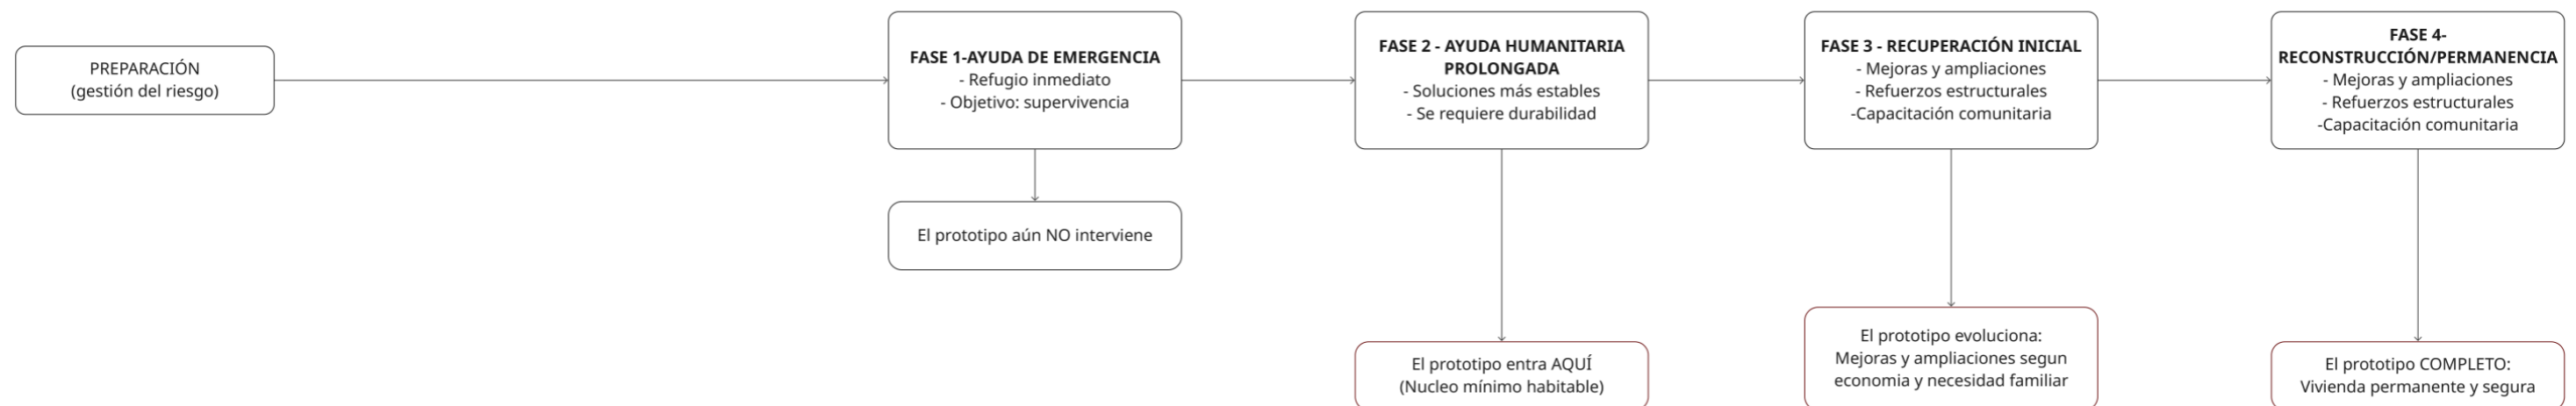 PREPARACIÓN
(gestión del riesgo)
FASE 1-AYUDA DE EMERGENCIA
- Refugio inmediato
- Objetivo: supervivencia
El prototipo aún NO interviene
FASE 2 - AYUDA HUMANITARIA
PROLONGADA
- Soluciones más estables
- Se requiere durabilidad
El prototipo entra AQUÍ
(Nucleo mínimo habitable)
FASE 3 - RECUPERACIÓN INICIAL
- Mejoras y ampliaciones
- Refuerzos estructurales
-Capacitación comunitaria
El prototipo evoluciona:
Mejoras y ampliaciones segun
economia y necesidad familiar
FASE 4-
RECONSTRUCCIÓN/PERMANENCIA
- Mejoras y ampliaciones
- Refuerzos estructurales
-Capacitación comunitaria
El prototipo COMPLETO:
Vivienda permanente y segura